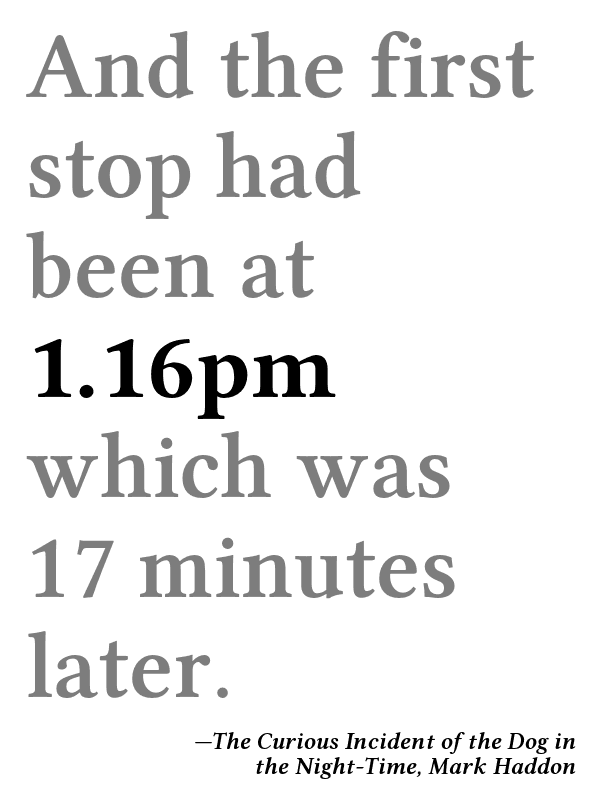 And the first
stop had
been at
1.16pm
which was
17 minutes
later.
—The Curious Incident of the Dog in
the Night-Time, Mark Haddon